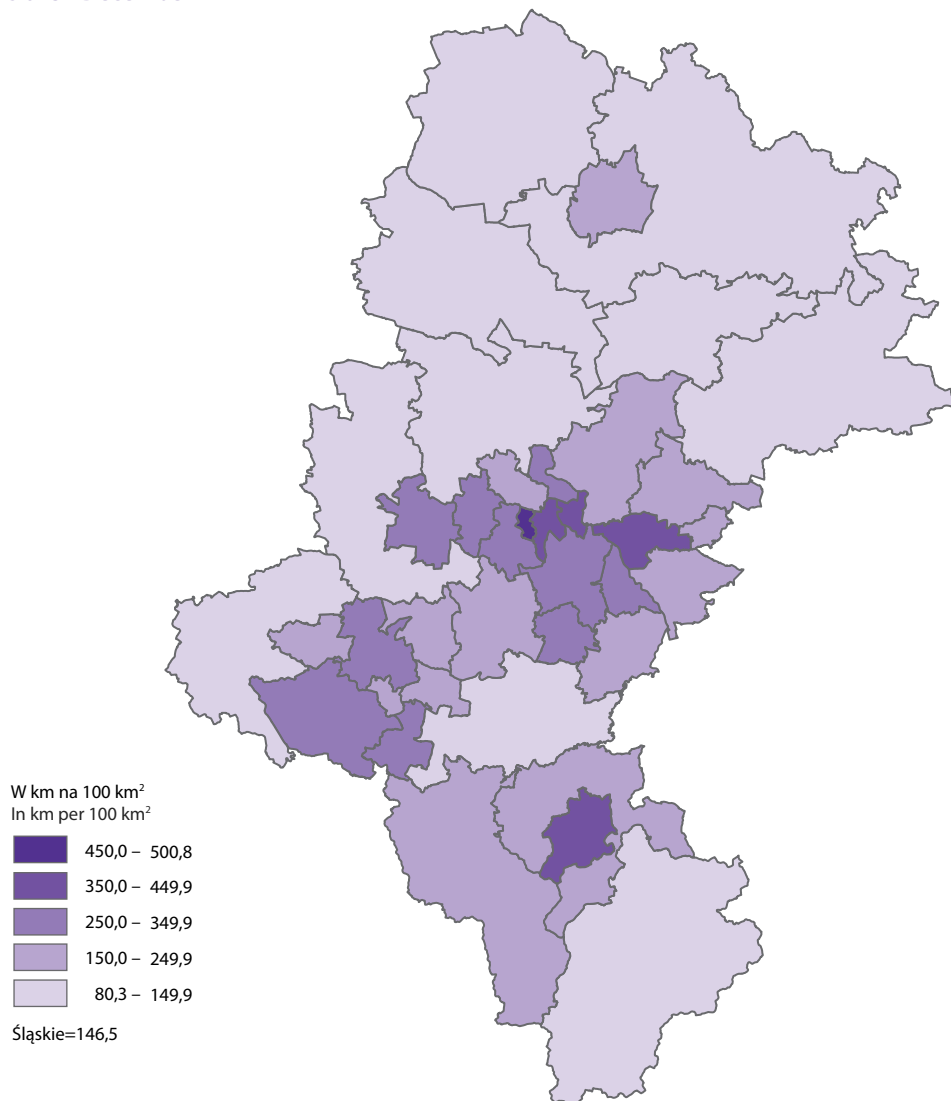 W km na 100 km²
In km per 100 km²
450,0 – 500,8
350,0 – 449,9
250,0 – 349,9
150,0 – 249,9
80,3 – 149,9
Śląskie=146,5